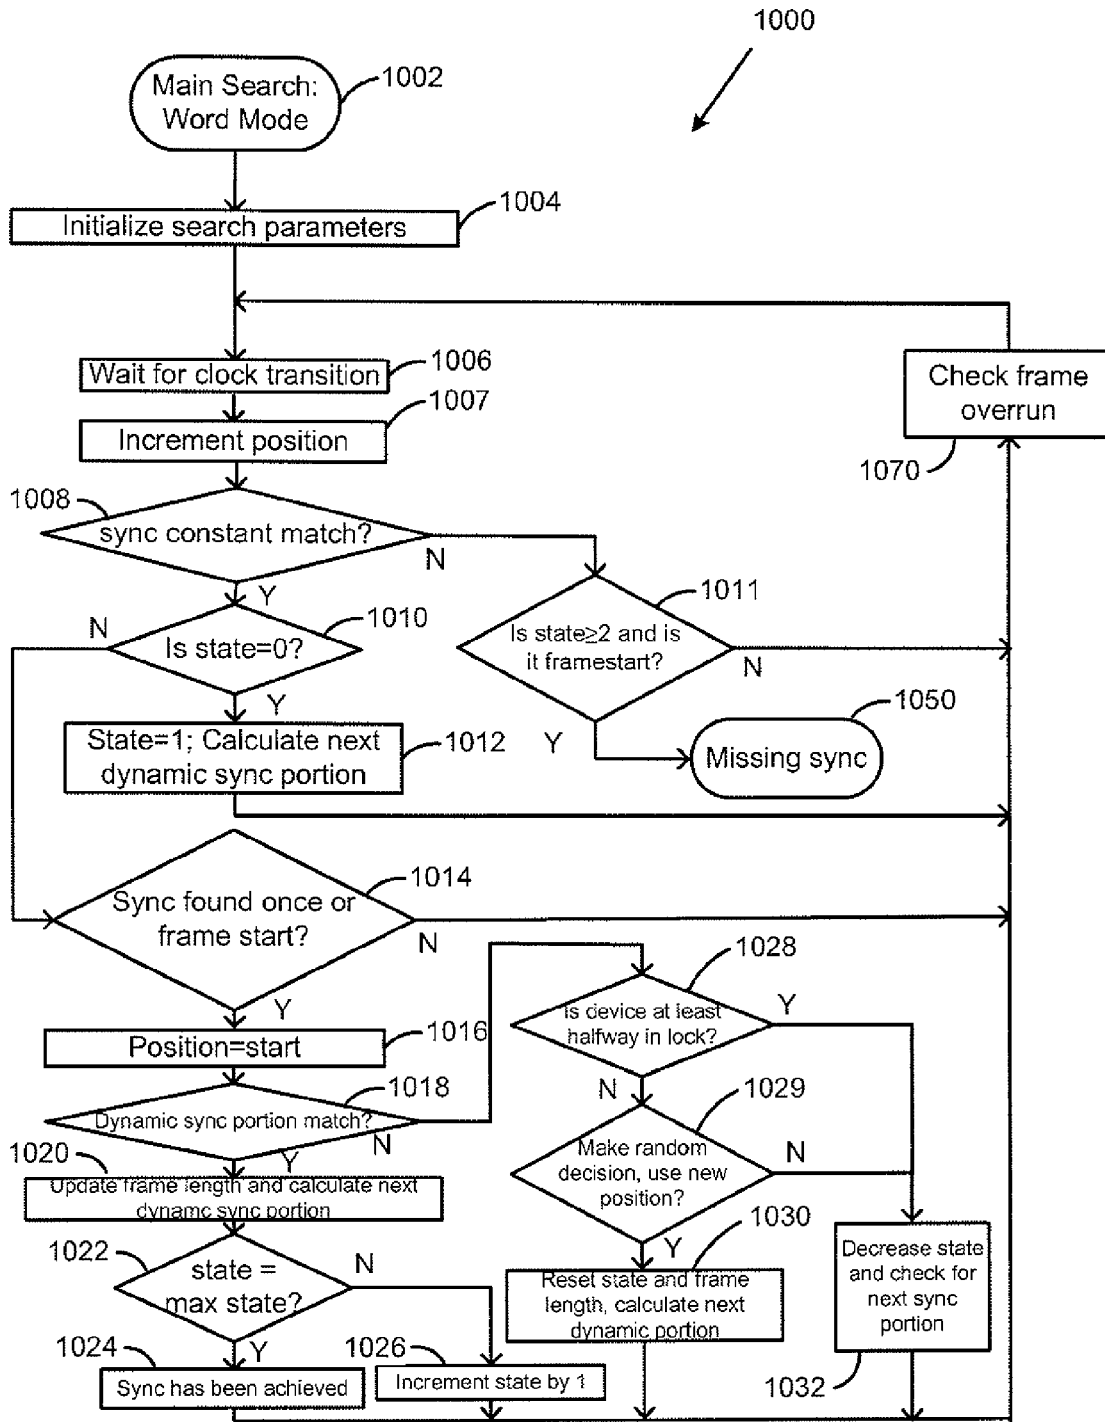 1000
Main Search:
Word Mode
1002
1004
Initialize search parameters
Wait for clock transition
1006
1007
Increment position
Check frame
overrun
1070
1008
sync constant match?
N
Y
1010
N
Is state=0?
Y
1011
Is state≥2 and is
it framestart?
N
Y
1050
Missing sync
State=1; Calculate next
dynamic sync portion
1012
1014
Sync found once or
frame start?
N
Y
1028
Is device at least
halfway in lock?
Y
N
Position=start
1016
1018
Dynamic sync portion match?
N
Y
1029
Make random
decision, use new
position?
N
Y
1020
Update frame length and calculate next
dynamc sync portion
1022
state =
max state?
N
Y
1030
Reset state and frame
length, calculate next
dynamic portion
Decrease state
and check for
next sync
portion
1032
1024
Sync has been achieved
1026
Increment state by 1